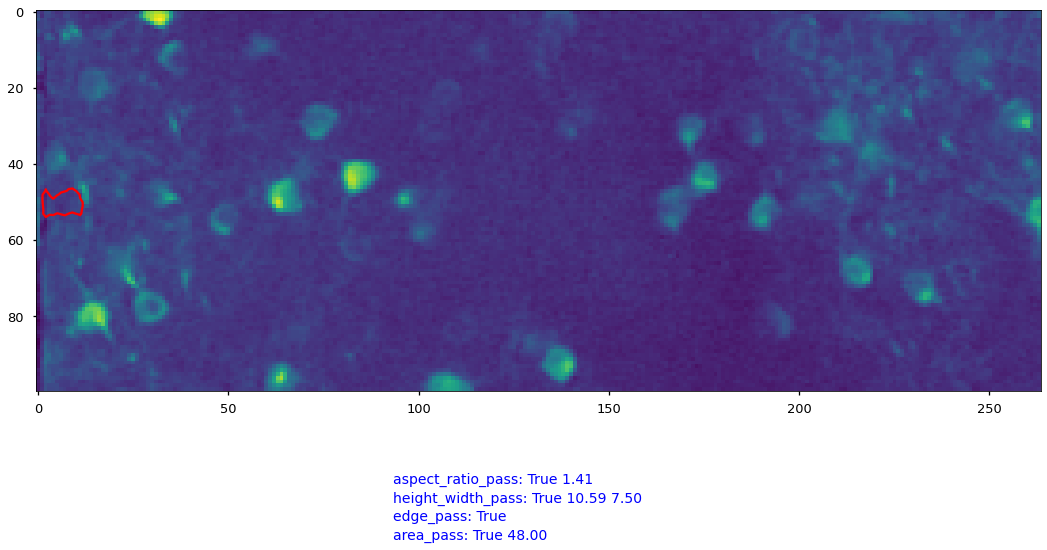 0
20
40
60
80
0 50 100 150 200 250
aspect_ratio_pass: True 1.41
height_width_pass: True 10.59 7.50
edge_pass: True
area_pass: True 48.00